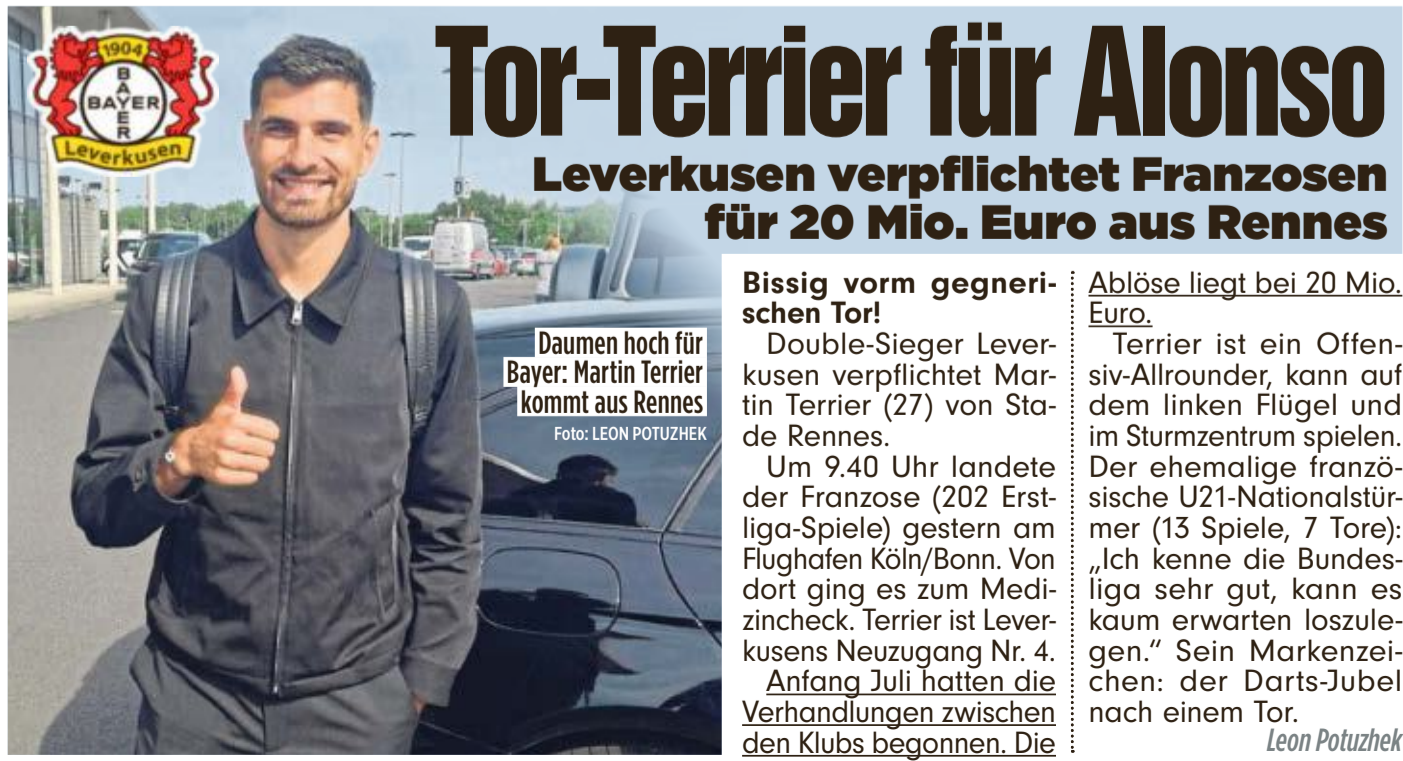 1904
BAYER
BAYER
Leverkusen
Tor-Terrier für Alonso
Leverkusen verpflichtet Franzosen
für 20 Mio. Euro aus Rennes
Daumen hoch für
Bayer: Martin Terrier
kommt aus Rennes
Foto: LEON POTUZHEK
Bissig vorm gegneri-
schen Tor!
Double-Sieger Lever-
kusen verpflichtet Mar-
tin Terrier (27) von Sta-
de Rennes.
Um 9.40 Uhr landete
der Franzose (202 Erst-
liga-Spiele) gestern am
Flughafen Köln/Bonn. Von
dort ging es zum Medi-
zincheck. Terrier ist Lever-
kusens Neuzugang Nr. 4.
Anfang Juli hatten die
Verhandlungen zwischen
den Klubs begonnen. Die
Ablöse liegt bei 20 Mio.
Euro.
Terrier ist ein Offen-
siv-Allrounder, kann auf
dem linken Flügel und
im Sturmzentrum spielen.
Der ehemalige franzö-
sische U21-Nationalstür-
mer (13 Spiele, 7 Tore):
„Ich kenne die Bundes-
liga sehr gut, kann es
kaum erwarten loszule-
gen.“ Sein Markenzei-
chen: der Darts-Jubel
nach einem Tor.
Leon Potuzhek